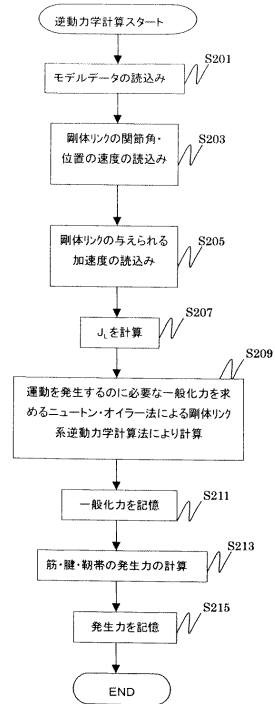 逆動力学計算スタート
S201
モデルデータの読込み
S203
剛体リンクの関節角・
位置の速度の読込み
S205
剛体リンクの与えられる
加速度の読込み
S207
JLを計算
S209
運動を発生するのに必要な一般化力を求
めるニュートン・オイラー法による剛体リンク
系逆動力学計算法により計算
S211
一般化力を記憶
S213
筋・腱・靭帯の発生力の計算
S215
発生力を記憶
END